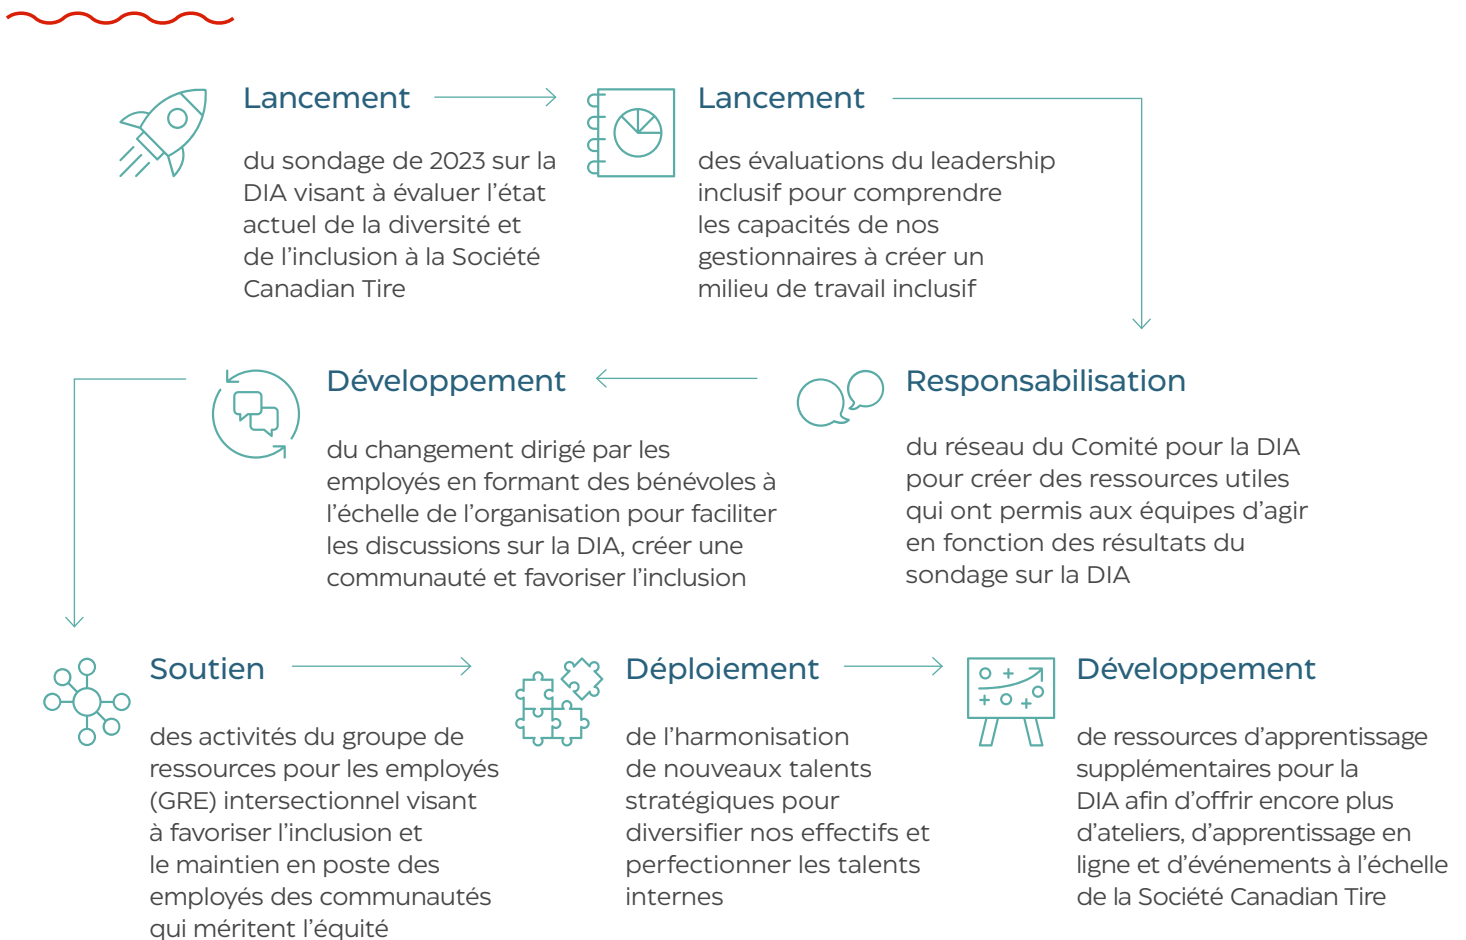 Lancement
du sondage de 2023 sur la
DIA visant à évaluer l’état
actuel de la diversité et
de l’inclusion à la Société
Canadian Tire
Lancement
des évaluations du leadership
inclusif pour comprendre
les capacités de nos
gestionnaires à créer un
milieu de travail inclusif
Responsabilisation
du réseau du Comité pour la DIA
pour créer des ressources utiles
qui ont permis aux équipes d’agir
en fonction des résultats du
sondage sur la DIA
Développement
du changement dirigé par les
employés en formant des bénévoles à
l’échelle de l’organisation pour faciliter
les discussions sur la DIA, créer une
communauté et favoriser l’inclusion
Soutien
des activités du groupe de
ressources pour les employés
(GRE) intersectionnel visant
à favoriser l’inclusion et
le maintien en poste des
employés des communautés
qui méritent l’équité
Déploiement
de l’harmonisation
de nouveaux talents
stratégiques pour
diversifier nos effectifs et
perfectionner les talents
internes
Développement
de ressources d’apprentissage
supplémentaires pour la
DIA afin d’offrir encore plus
d’ateliers, d’apprentissage en
ligne et d’événements à l’échelle
de la Société Canadian Tire